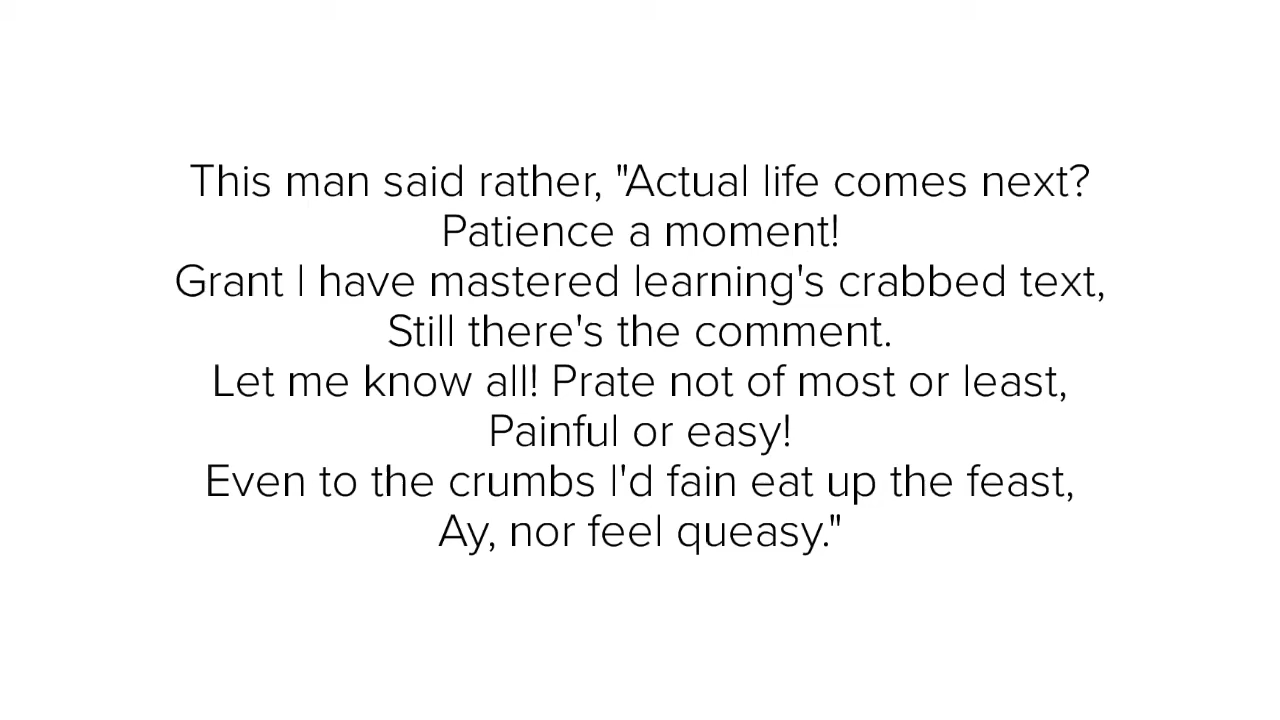 This man said rather, "Actual life comes next?
Patience a moment!
Grant I have mastered learning's crabbed text,
Still there's the comment.
Let me know all! Prate not of most or least,
Painful or easy!
Even to the crumbs I'd fain eat up the feast,
Ay, nor feel queasy."